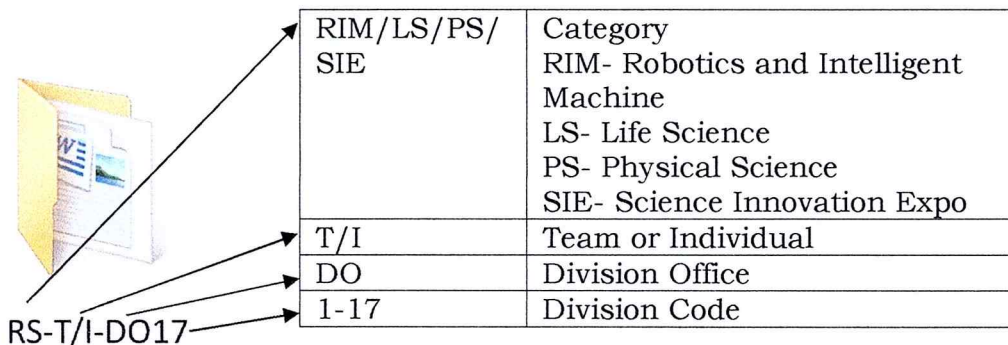 RIM/LS/PS/
SIE
Category
RIM- Robotics and Intelligent
Machine
LS- Life Science
PS- Physical Science
SIE- Science Innovation Expo
T/I
Team or Individual
DO
Division Office
1-17
Division Code
RS-T/I-DO17